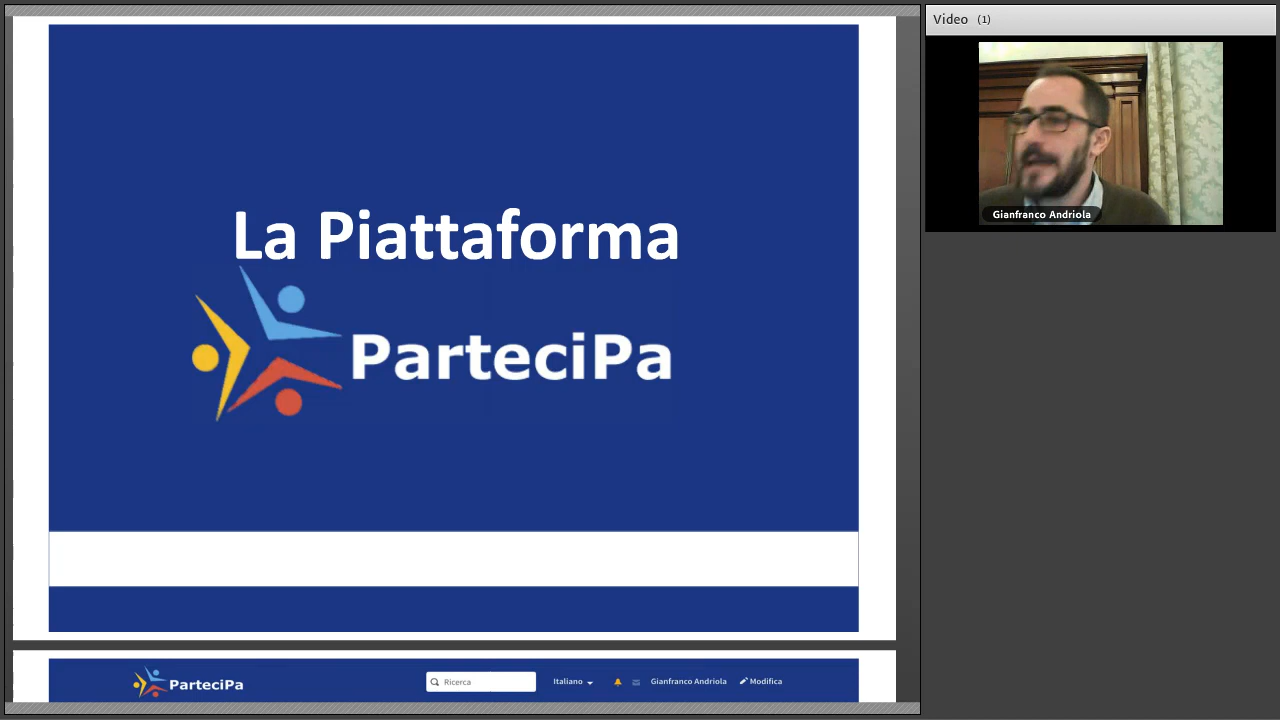 La Piattaforma
ParteciPa
ParteciPa
Ricerca
Italiano
Gianfranco Andriola
Modifica
Video (1)
Gianfranco Andriola